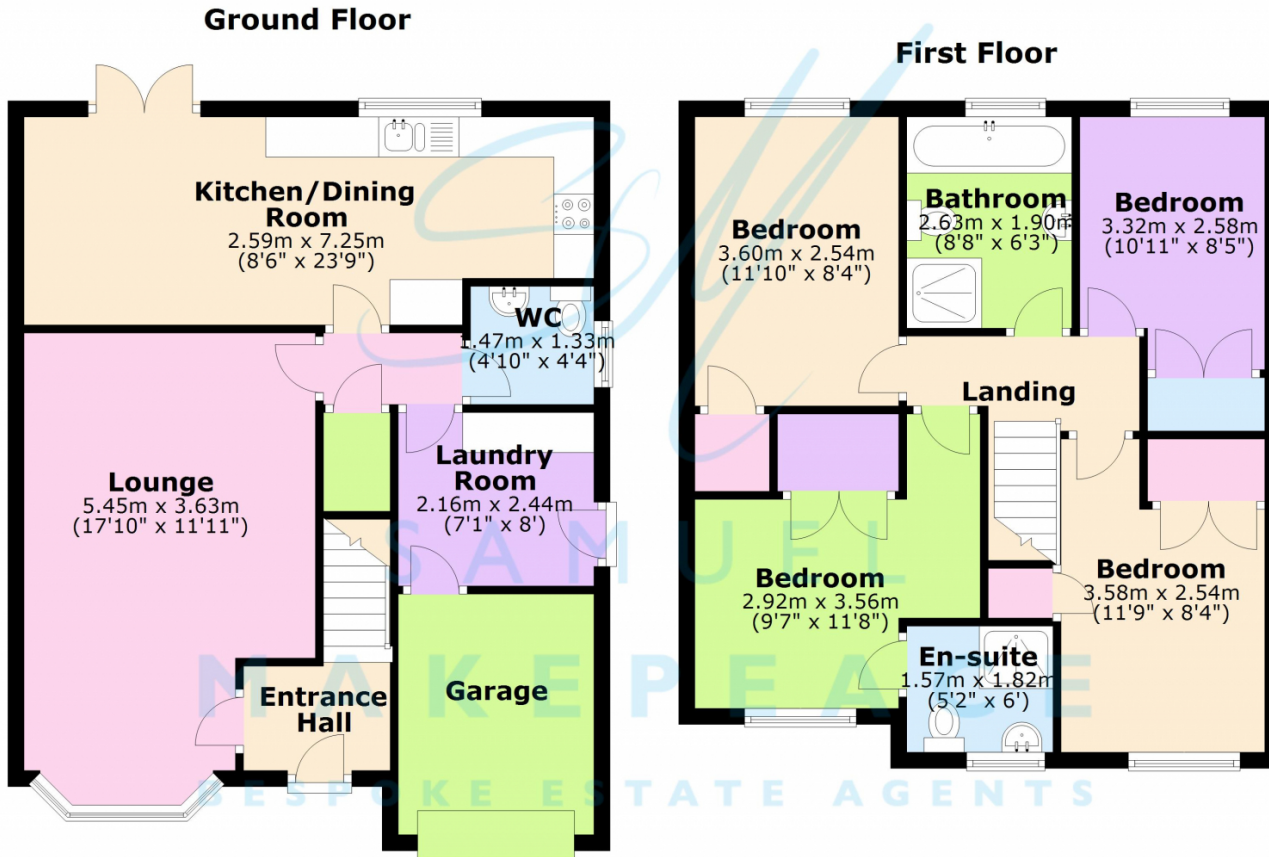 Ground Floor
Kitchen/Dining
Room
2.59m x 7.25m
(8'6" x 23'9")
WC
1.47m x 1.33m
(4'10" x 4'4")
Lounge
5.45m x 3.63m
(17'10" x 11'11")
Laundry
Room
2.16m x 2.44m
(7'1" x 8')
Entrance
Hall
Garage
First Floor
Bedroom
3.60m x 2.54m
(11'10" x 8'4")
Bathroom
2.63m x 1.90m
(8'8" x 6'3")
Bedroom
3.32m x 2.58m
(10'11" x 8'5")
Landing
Bedroom
2.92m x 3.56m
(9'7" x 11'8")
Bedroom
3.58m x 2.54m
(11'9" x 8'4")
En-suite
1.57m x 1.82m
(5'2" x 6')
SAMUEL
MAKEPEACE
BESPOKE ESTATE AGENTS